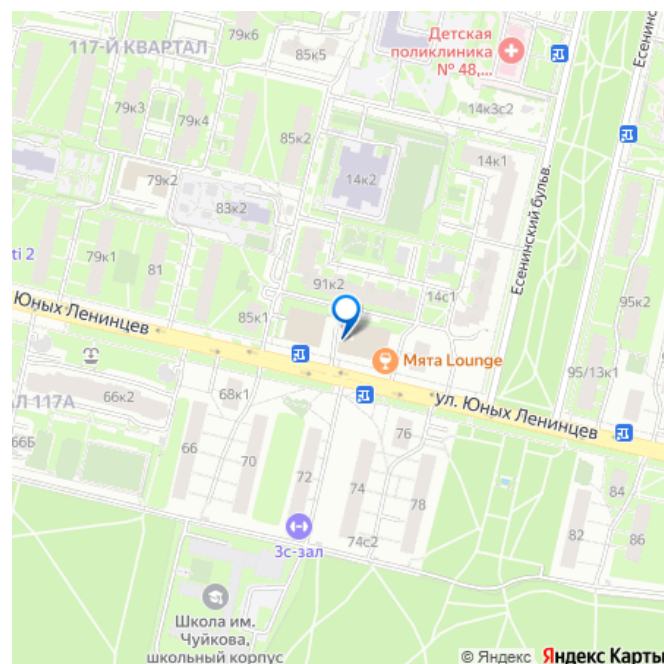 79к6
117-Й КВАРТАЛ
85к5
Детская
поликлиника
№ 48,...
Есенинс
79к3
79к4
85к2
14к3с2
14к1
79к2
14к2
83к2
Есенинский бульв.
ti 2
79к1
81
91к2
14с1
95к2
Юных Ленинцев
85к1
Мята Lounge
95/13к1
66к2
68к1
Л 117А
ул. Юных Ленинцев
66Б
66
70
72
74
76
78
84
82
86
74с2
3с-зал
Школа им.
Чуйкова,
школьный корпус
© Яндекс Яндекс Карты